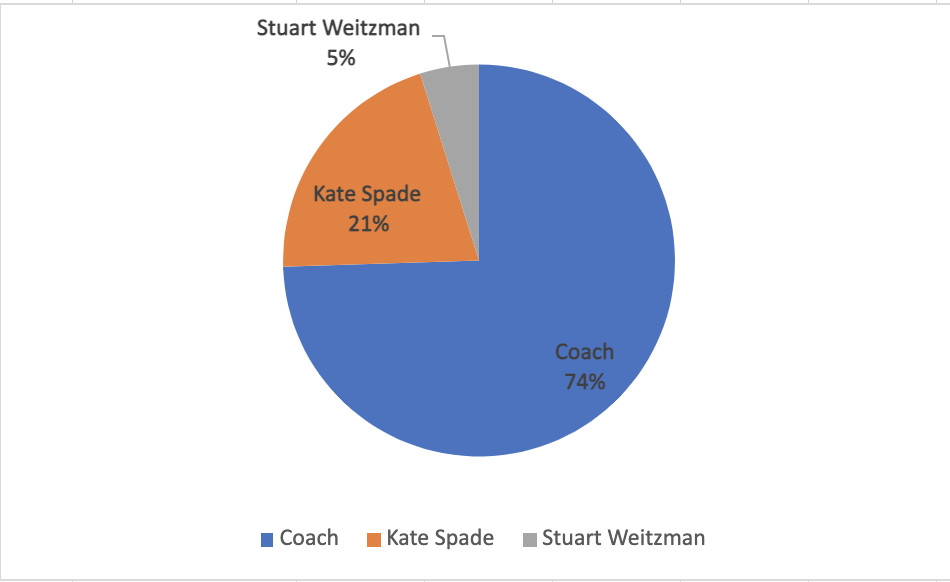 Stuart Weitzman
5%
Kate Spade
21%
Coach
74%
Coach Kate Spade Stuart Weitzman